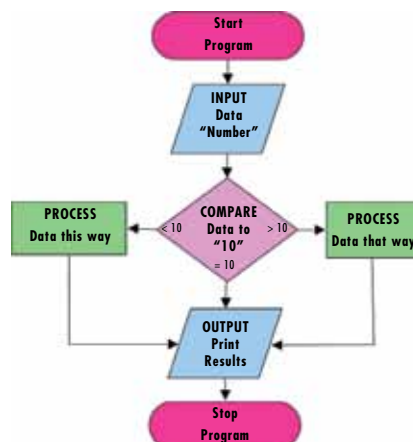 Start
Program
INPUT
Data
“Number”
COMPARE
Data to
“10”
< 10
> 10
= 10
PROCESS
Data this way
PROCESS
Data that way
OUTPUT
Print
Results
Stop
Program